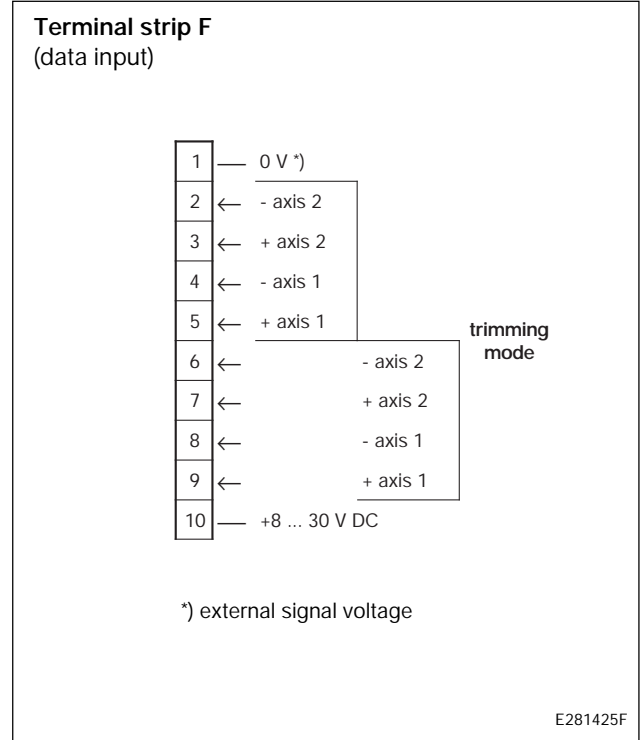 Terminal strip F
(data input)
1 0 V *)
2 - axis 2
3 + axis 2
4 - axis 1
5 + axis 1
trimming
mode
6 - axis 2
7 + axis 2
8 - axis 1
9 + axis 1
10 +8 ... 30 V DC
*) external signal voltage
E281425F